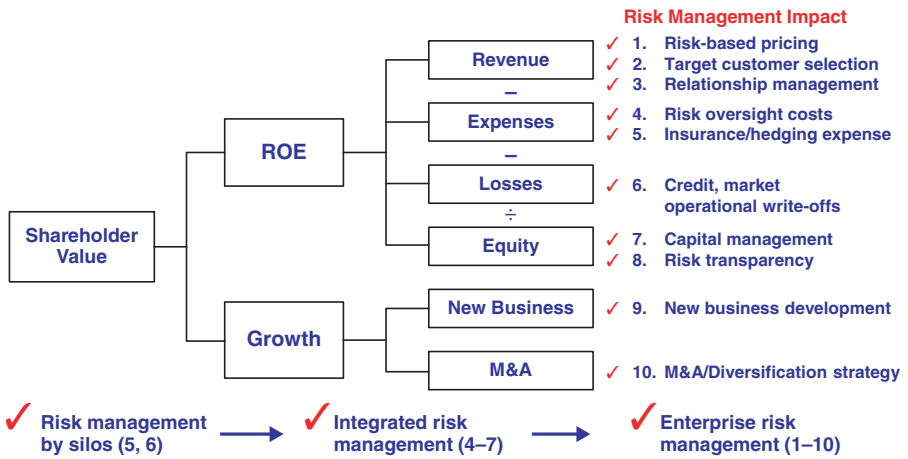 Risk Management Impact
Shareholder
Value
ROE
Growth
Revenue
–
Expenses
–
Losses
÷
Equity
New Business
M&A
✓ 1. Risk-based pricing
✓ 2. Target customer selection
✓ 3. Relationship management
✓ 4. Risk oversight costs
✓ 5. Insurance/hedging expense
✓ 6. Credit, market
operational write-offs
✓ 7. Capital management
✓ 8. Risk transparency
✓ 9. New business development
✓ 10. M&A/Diversification strategy
✓ Risk management
by silos (5, 6)
✓ Integrated risk
management (4–7)
✓ Enterprise risk
management (1–10)